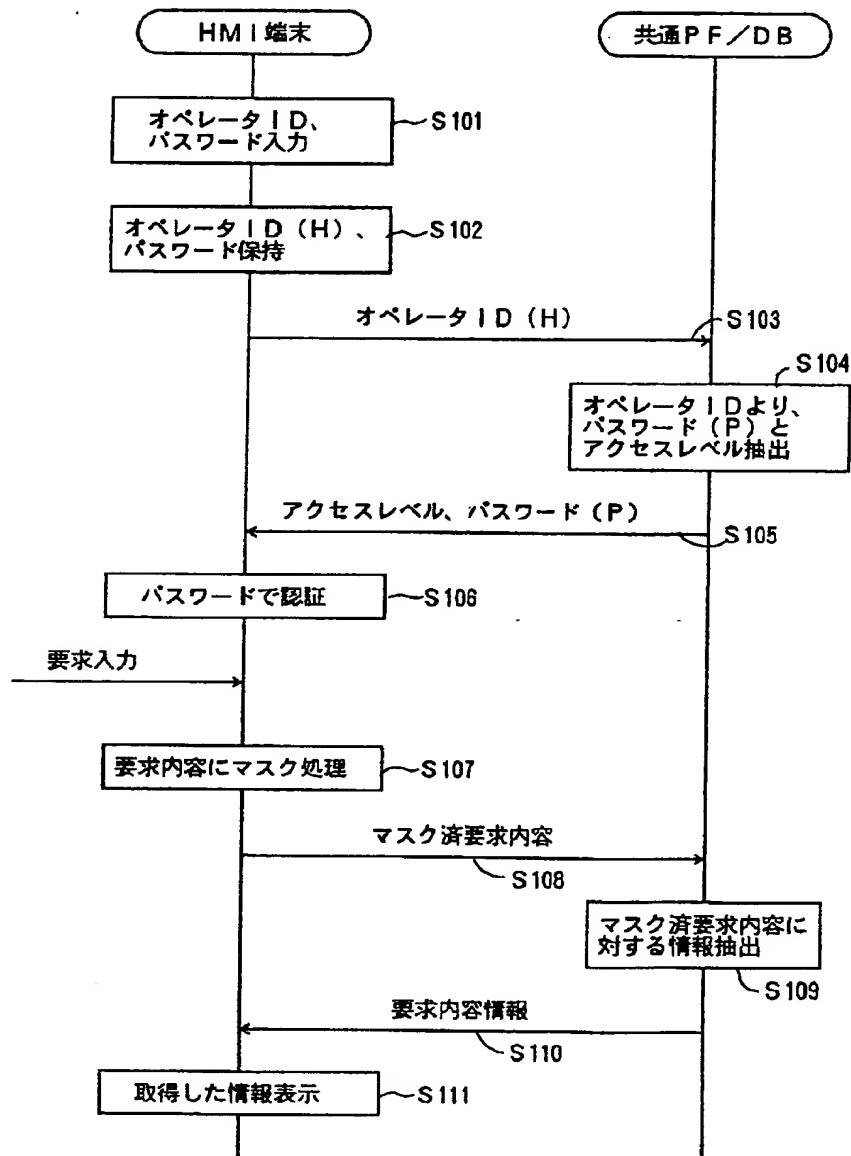 HMI端末
共通PF/DB
オペレータID、
パスワード入力
S101
オペレータID(H)、
パスワード保持
S102
オペレータID(H)
S103
S104
オペレータIDより、
パスワード(P)と
アクセスレベル抽出
アクセスレベル、パスワード(P)
S105
パスワードで認証
S106
要求入力
要求内容にマスク処理
S107
マスク済要求内容
S108
マスク済要求内容に
対する情報抽出
S109
要求内容情報
S110
取得した情報表示
S111